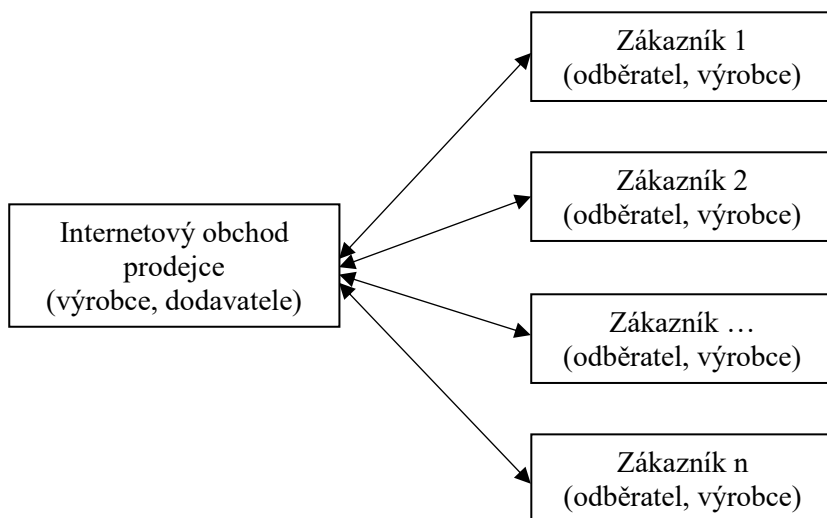 Zákazník 1
(odběratel, výrobce)
Zákazník 2
(odběratel, výrobce)
Internetový obchod
prodejce
(výrobce, dodavatele)
Zákazník …
(odběratel, výrobce)
Zákazník n
(odběratel, výrobce)